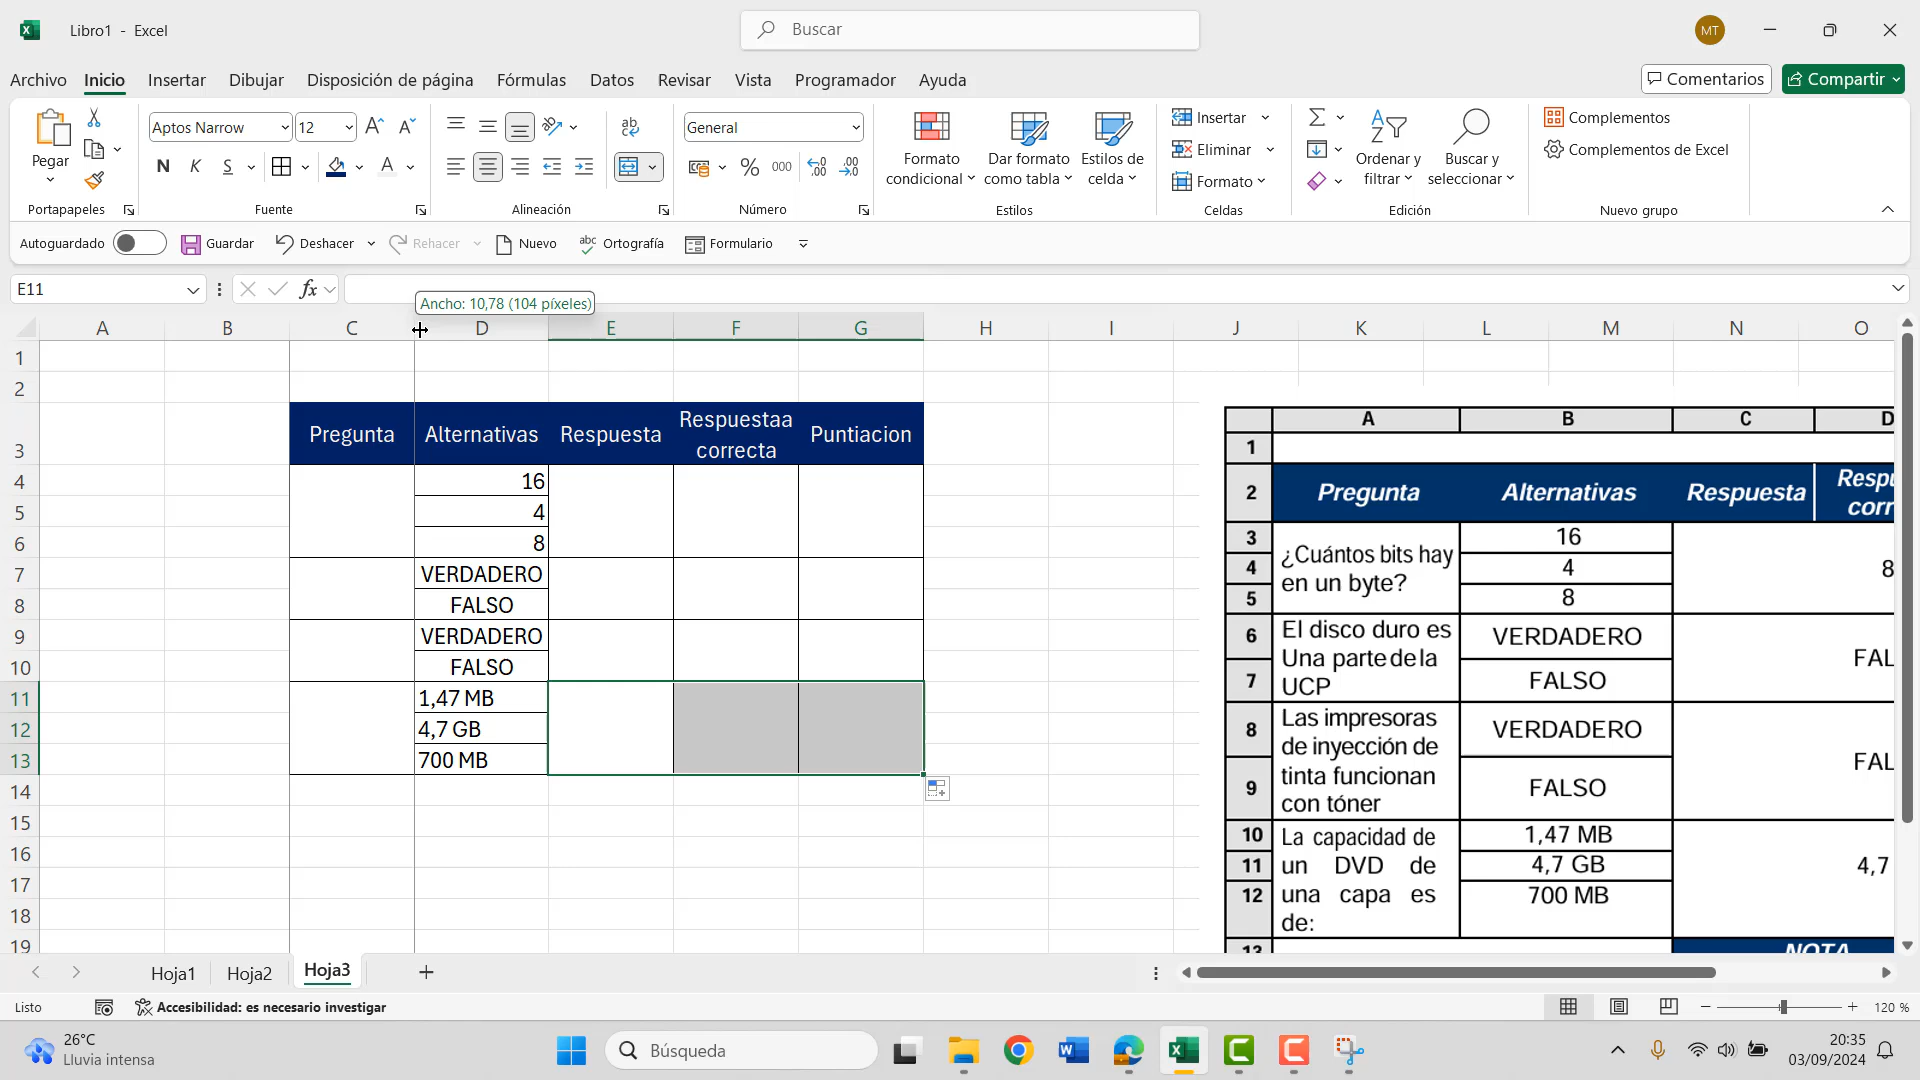 Libro1 - Excel
Buscar
MT
Archivo Inicio Insertar Dibujar Disposición de página Fórmulas Datos Revisar Vista Programador Ayuda
Comentarios
Compartir
Pegar
Portapapeles
Aptos Narrow
12
N K S
Fuente
ab
Alineación
General
% 000
Número
Formato
condicional
Dar formato
como tabla
Estilos de
celda
Estilos
Insertar
Eliminar
Formato
Celdas
Ordenar y
filtrar
Buscar y
seleccionar
Edición
Complementos
Complementos de Excel
Nuevo grupo
Autoguardado
Guardar
Deshacer
Rehacer
Nuevo
Ortografía
Formulario
E11
fx
Ancho: 10,78 (104 píxeles)
A B C D E F G H I J K L M N O
1
2
3 Pregunta Alternativas Respuesta Respuestaa correcta Puntiacion
4 16
5 4
6 8
7 VERDADERO
8 FALSO
9 VERDADERO
10 FALSO
11 1,47 MB
12 4,7 GB
13 700 MB
14
15
16
17
18
19
A B C D
1
2 Pregunta Alternativas Respuesta
3 16
4 ¿Cuántos bits hay en un byte? 4 8
5 8
6 El disco duro es Una parte de la UCP VERDADERO
7 FALSO
8 Las impresoras de inyección de tinta funcionan con tóner VERDADERO
9 FALSO
10 La capacidad de un DVD de una capa es de: 1,47 MB
11 4,7 GB 4,7
12 700 MB
13 NOTA
Hoja1 Hoja2 Hoja3
Listo
Accesibilidad: es necesario investigar
120 %
26°C
Lluvia intensa
Búsqueda
20:35
03/09/2024